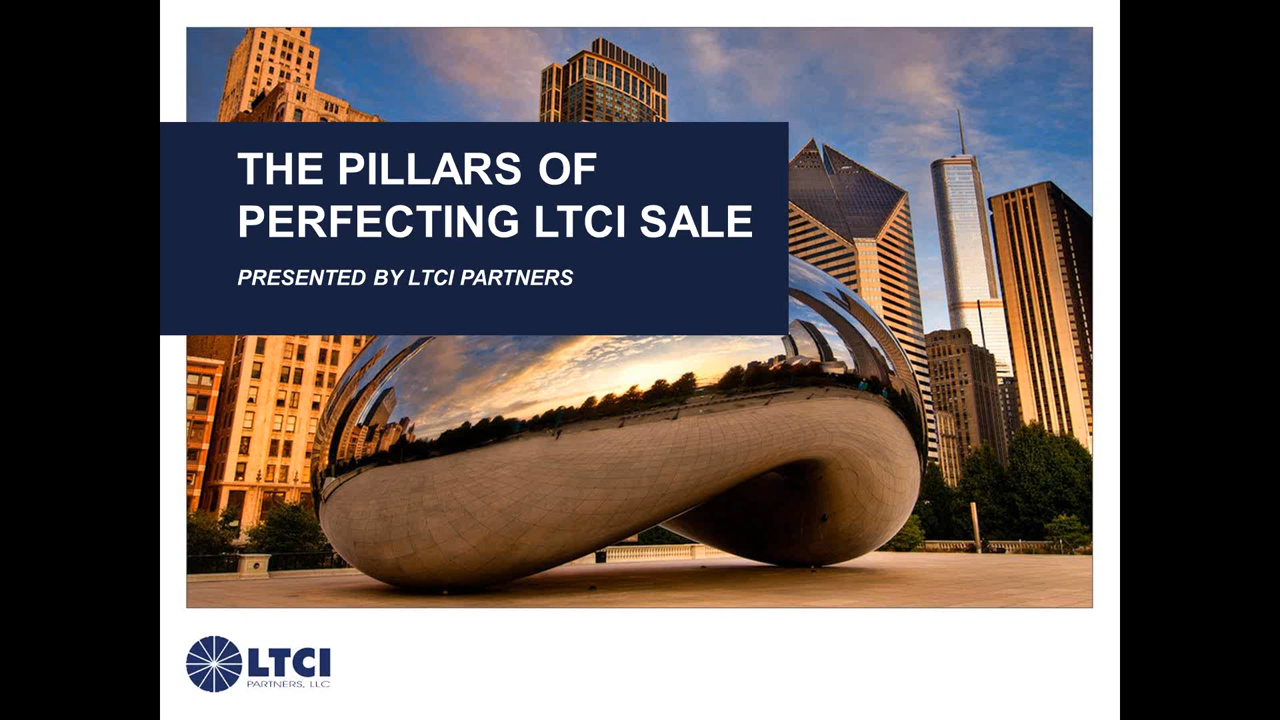 THE PILLARS OF
PERFECTING LTCI SALE
PRESENTED BY LTCI PARTNERS
LTCI
PARTNERS, LLC